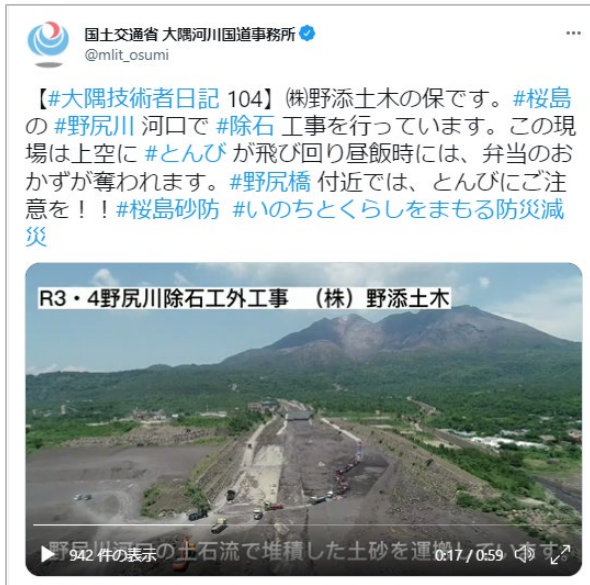 国土交通省 大隅河川国道事務所
@mlit_osumi
【#大隅技術者日記 104】㈱野添土木の保です。#桜島
の #野尻川 河口で #除石 工事を行っています。この現
場は上空に #とんび が飛び回り昼飯時には、弁当のお
かずが奪われます。#野尻橋 付近では、とんびにご注
意を！！#桜島砂防 #いのちとくらしをまもる防災減
災
R3・4野尻川除石工外工事 （株）野添土木
野尻川河口の土石流で堆積した土砂を運搬しています。
942 件の表示
0:17 / 0:59